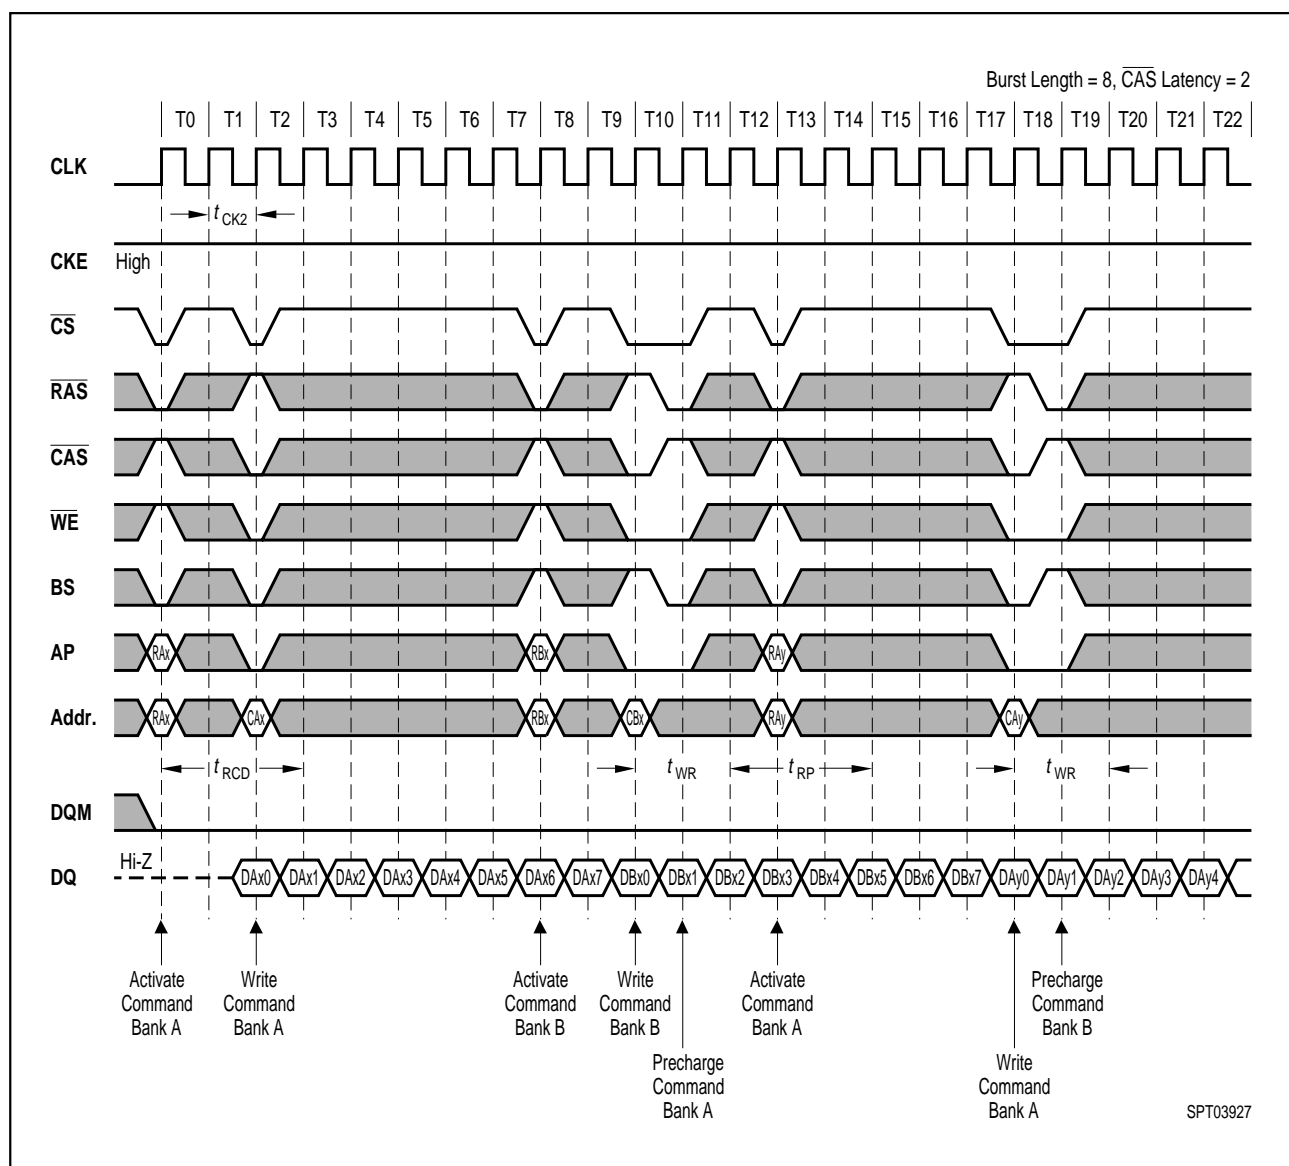 Burst Length = 8, CAS Latency = 2
T0 T1 T2 T3 T4 T5 T6 T7 T8 T9 T10 T11 T12 T13 T14 T15 T16 T17 T18 T19 T20 T21 T22
CLK
t CK2
CKE High
CS
RAS
CAS
WE
BS
AP RAx RBx RAy
Addr. RAx CAx RBx CBx RAy CAy
t RCD t WR t RP t WR
DQM
Hi-Z
DQ DAx0 DAx1 DAx2 DAx3 DAx4 DAx5 DAx6 DAx7 DBx0 DBx1 DBx2 DBx3 DBx4 DBx5 DBx6 DBx7 DAy0 DAy1 DAy2 DAy3 DAy4
Activate Command Bank A
Write Command Bank A
Activate Command Bank B
Write Command Bank B
Activate Command Bank A
Precharge Command Bank B
Precharge Command Bank A
Write Command Bank A
SPT03927